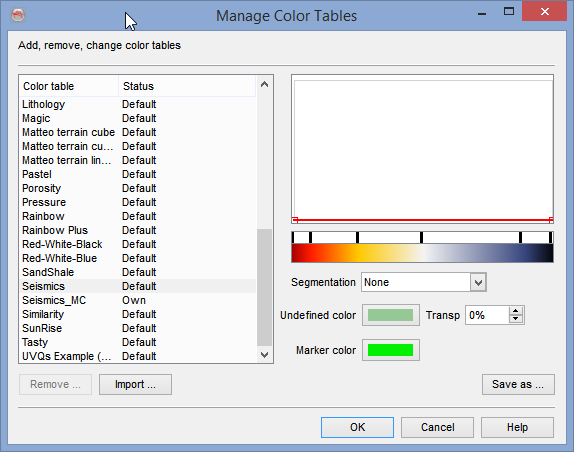 Manage Color Tables
Add, remove, change color tables
Color table Status
Lithology Default
Magic Default
Matteo terrain cube Default
Matteo terrain cu... Default
Matteo terrain lin... Default
Pastel Default
Porosity Default
Pressure Default
Rainbow Default
Rainbow Plus Default
Red-White-Black Default
Red-White-Blue Default
SandShale Default
Seismics Default
Seismics_MC Own
Similarity Default
SunRise Default
Tasty Default
UVQs Example (... Default
Segmentation None
Undefined color Transp 0%
Marker color
Remove ... Import ... Save as ...
OK Cancel Help